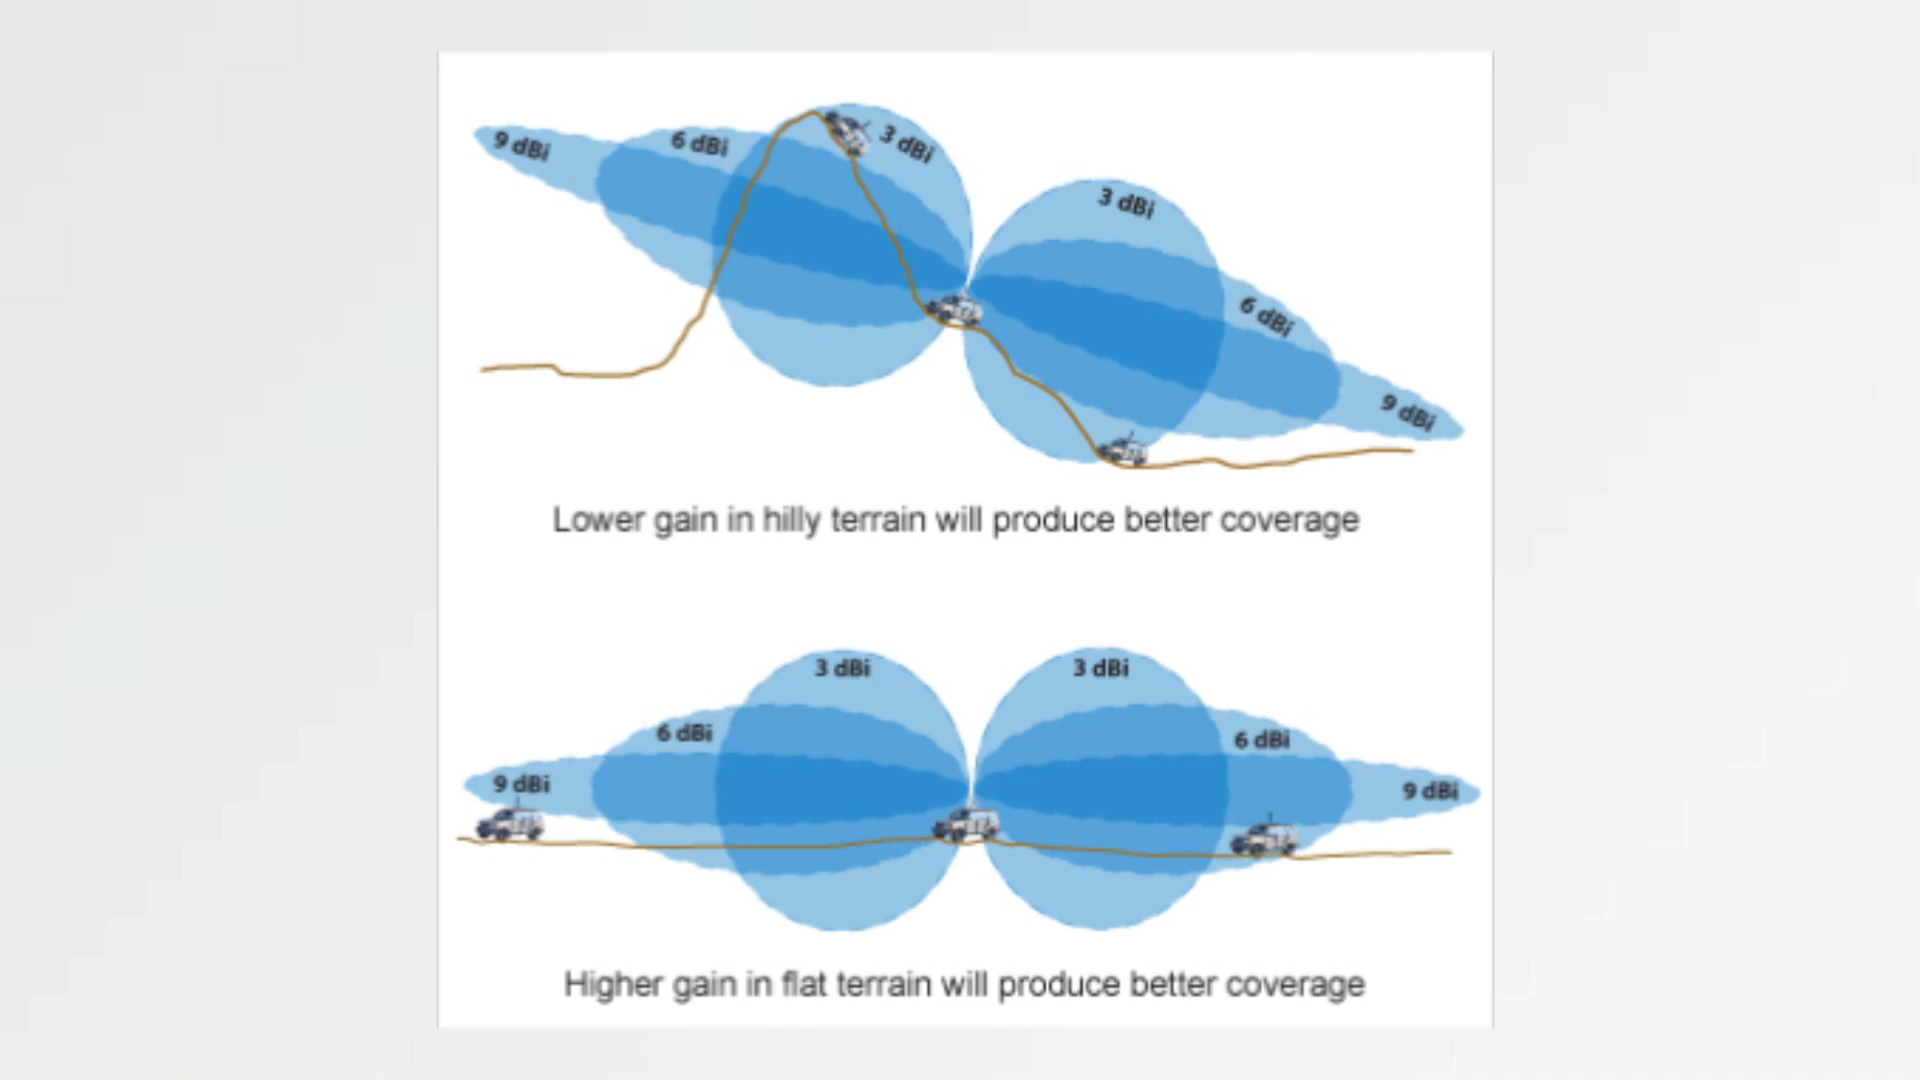 9 dBi
6 dBi
3 dBi
3 dBi
6 dBi
9 dBi
Lower gain in hilly terrain will produce better coverage
3 dBi
3 dBi
6 dBi
6 dBi
9 dBi
9 dBi
Higher gain in flat terrain will produce better coverage